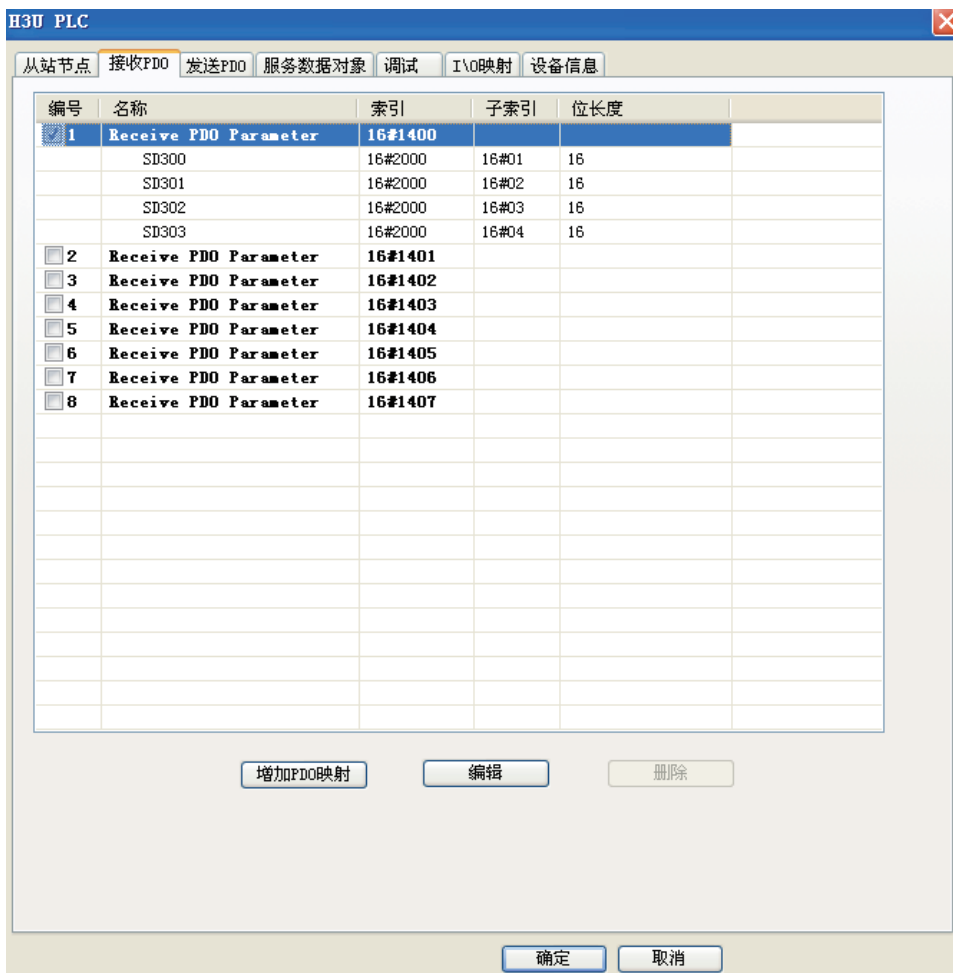 H3U PLC
从站节点 接收PDO 发送PDO 服务数据对象 调试 I\O映射 设备信息
编号 名称 索引 子索引 位长度
1 Receive PDO Parameter 16#1400
SD300 16#2000 16#01 16
SD301 16#2000 16#02 16
SD302 16#2000 16#03 16
SD303 16#2000 16#04 16
2 Receive PDO Parameter 16#1401
3 Receive PDO Parameter 16#1402
4 Receive PDO Parameter 16#1403
5 Receive PDO Parameter 16#1404
6 Receive PDO Parameter 16#1405
7 Receive PDO Parameter 16#1406
8 Receive PDO Parameter 16#1407
增加PDO映射 编辑 删除
确定 取消